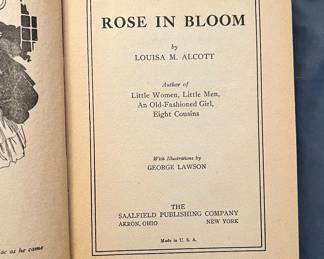 ROSE IN BLOOM
by
LOUISA M. ALCOTT
Author of
Little Women, Little Men,
An Old-Fashioned Girl,
Eight Cousins
With Illustrations by
GEORGE LAWSON
THE
SAALFIELD PUBLISHING COMPANY
AKRON, OHIO NEW YORK
Made in U. S. A.
as he came